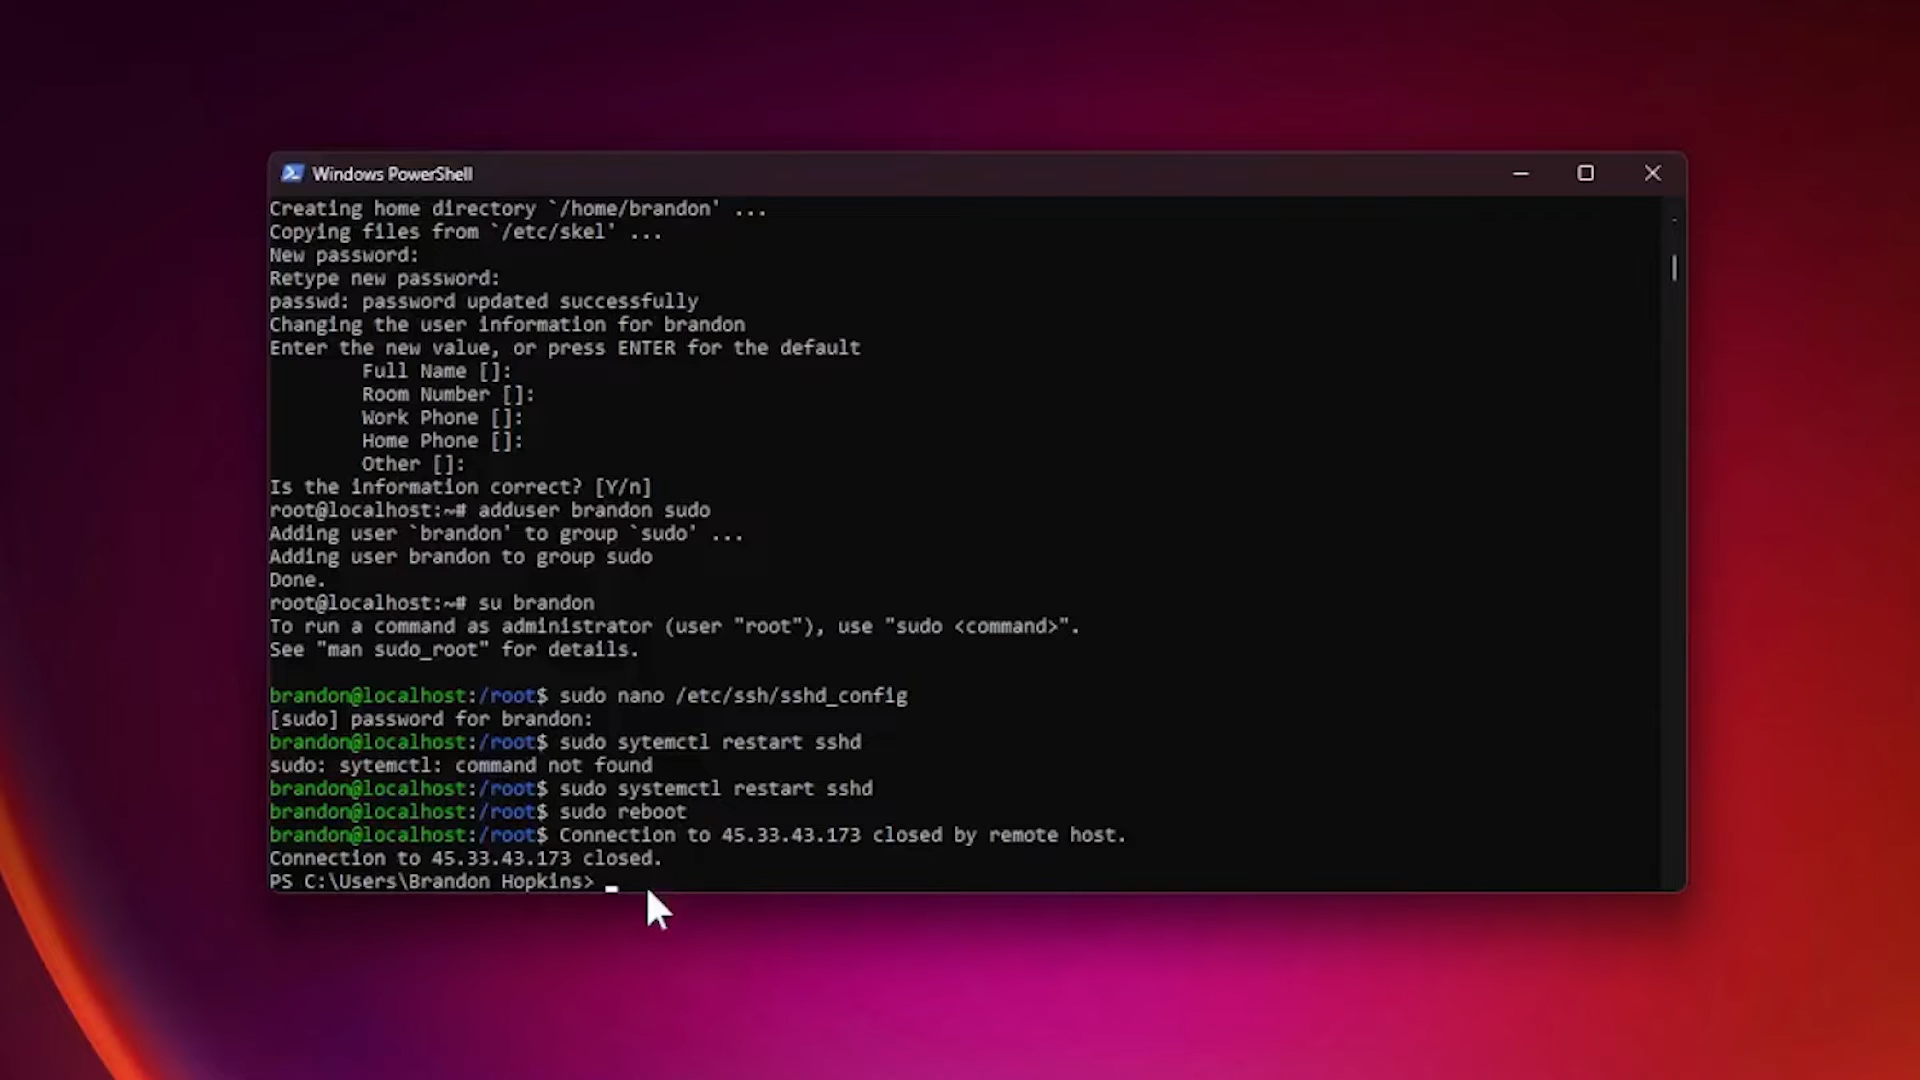 Windows PowerShell
Creating home directory `/home/brandon' ...
Copying files from `/etc/skel' ...
New password:
Retype new password:
passwd: password updated successfully
Changing the user information for brandon
Enter the new value, or press ENTER for the default
        Full Name []:
        Room Number []:
        Work Phone []:
        Home Phone []:
        Other []:
Is the information correct? [Y/n]
root@localhost:~# adduser brandon sudo
Adding user `brandon' to group `sudo' ...
Adding user brandon to group sudo
Done.
root@localhost:~# su brandon
To run a command as administrator (user "root"), use "sudo <command>".
See "man sudo_root" for details.
brandon@localhost:/root$ sudo nano /etc/ssh/sshd_config
[sudo] password for brandon:
brandon@localhost:/root$ sudo sytemctl restart sshd
sudo: sytemctl: command not found
brandon@localhost:/root$ sudo systemctl restart sshd
brandon@localhost:/root$ sudo reboot
brandon@localhost:/root$ Connection to 45.33.43.173 closed by remote host.
Connection to 45.33.43.173 closed.
PS C:\Users\Brandon Hopkins> _